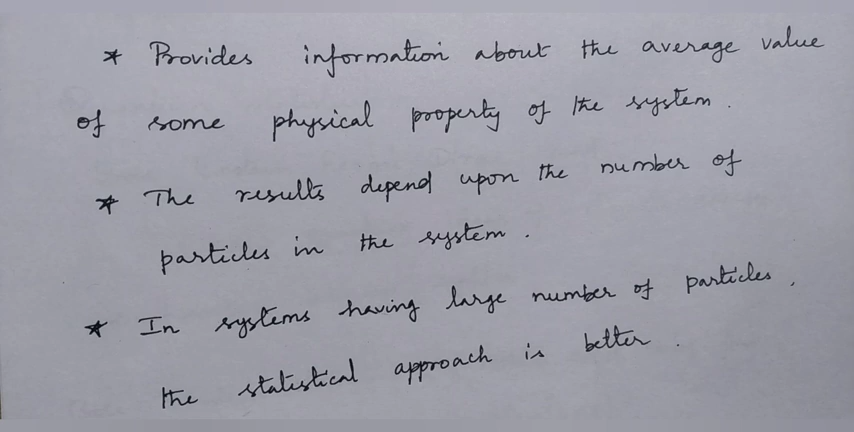 * Provides information about the average value
of some physical property of the system.
* The results depend upon the number of
particles in the system.
* In systems having large number of particles,
the statistical approach is better.